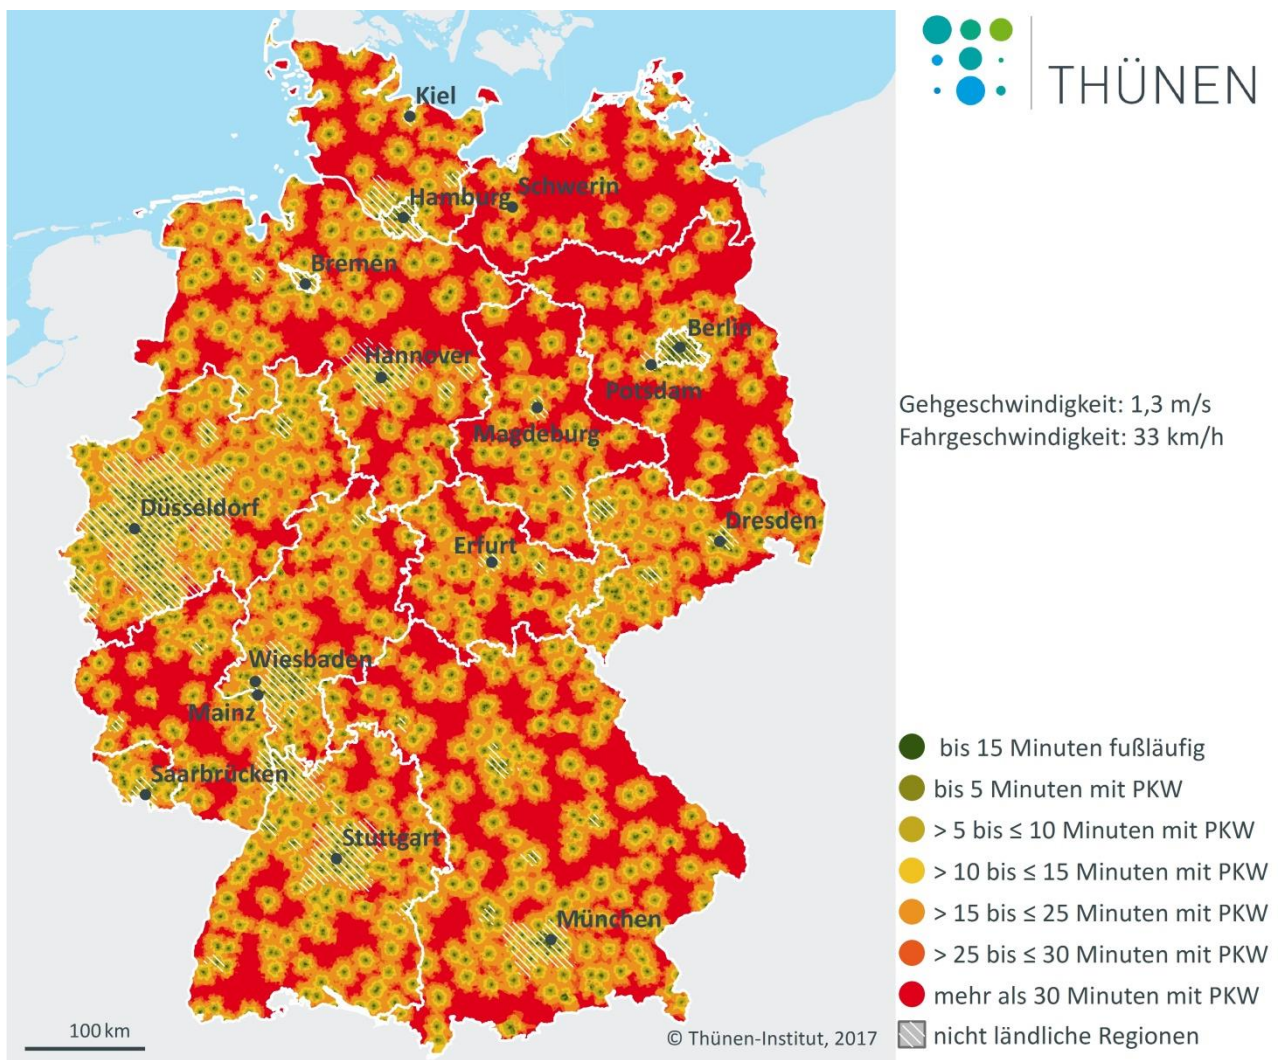 THÜNEN
Kiel
Hamburg
Schwerin
Bremen
Berlin
Hannover
Potsdam
Magdeburg
Düsseldorf
Dresden
Erfurt
Wiesbaden
Mainz
Saarbrücken
Stuttgart
München
100 km
© Thünen-Institut, 2017
Gehgeschwindigkeit: 1,3 m/s
Fahrgeschwindigkeit: 33 km/h
bis 15 Minuten fußläufig
bis 5 Minuten mit PKW
> 5 bis ≤ 10 Minuten mit PKW
> 10 bis ≤ 15 Minuten mit PKW
> 15 bis ≤ 25 Minuten mit PKW
> 25 bis ≤ 30 Minuten mit PKW
mehr als 30 Minuten mit PKW
nicht ländliche Regionen